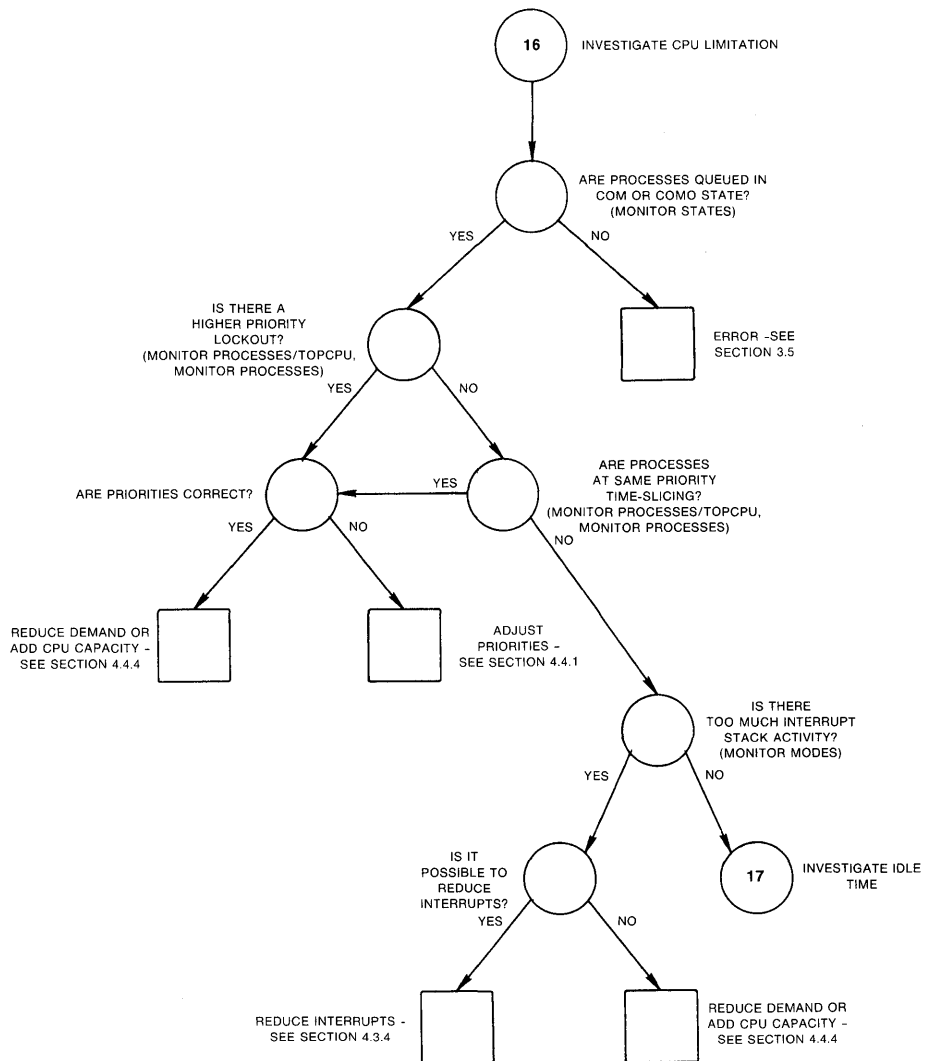 16
INVESTIGATE CPU LIMITATION
ARE PROCESSES QUEUED IN
COM OR COMO STATE?
(MONITOR STATES)
YES
NO
IS THERE A
HIGHER PRIORITY
LOCKOUT?
(MONITOR PROCESSES/TOPCPU,
MONITOR PROCESSES)
ERROR -SEE
SECTION 3.5
YES
NO
ARE PRIORITIES CORRECT?
YES
ARE PROCESSES
AT SAME PRIORITY
TIME-SLICING?
(MONITOR PROCESSES/TOPCPU,
MONITOR PROCESSES)
YES
NO
NO
REDUCE DEMAND OR
ADD CPU CAPACITY -
SEE SECTION 4.4.4
ADJUST
PRIORITIES -
SEE SECTION 4.4.1
IS THERE
TOO MUCH INTERRUPT
STACK ACTIVITY?
(MONITOR MODES)
YES
NO
IS IT
POSSIBLE TO
REDUCE
INTERRUPTS?
17
INVESTIGATE IDLE
TIME
YES
NO
REDUCE INTERRUPTS -
SEE SECTION 4.3.4
REDUCE DEMAND OR
ADD CPU CAPACITY -
SEE SECTION 4.4.4